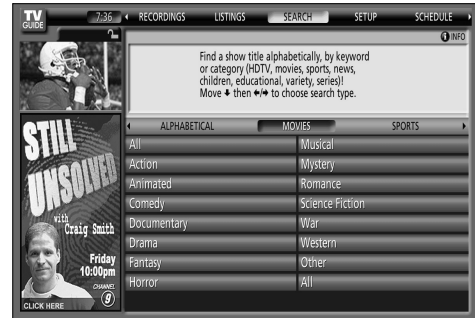 TV GUIDE
7:36
RECORDINGS LISTINGS SEARCH SETUP SCHEDULE
INFO
Find a show title alphabetically, by keyword
or category (HDTV, movies, sports, news,
children, educational, variety, series)!
Move then to choose search type.
ALPHABETICAL MOVIES SPORTS
All Musical
Action Mystery
Animated Romance
Comedy Science Fiction
Documentary War
Drama Western
Fantasy Other
Horror All
STILL
UNSOLVED
with
Craig Smith
Friday
10:00pm
CHANNEL
9
CLICK HERE